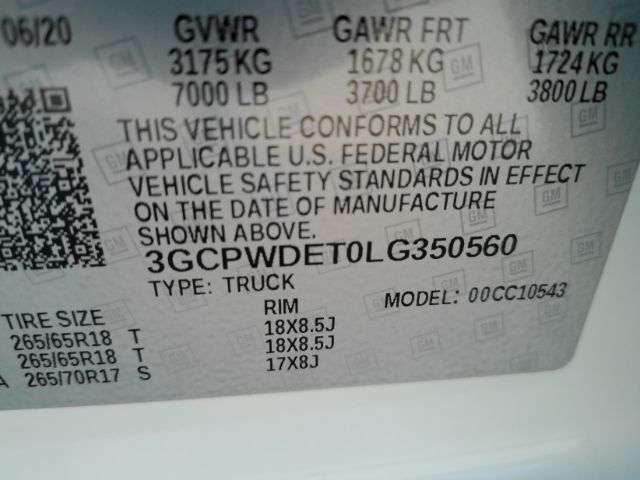 06/20 GVWR GAWR FRT GAWR RR
3175 KG 1678 KG 1724 KG
7000 LB 3700 LB 3800 LB
THIS VEHICLE CONFORMS TO ALL
APPLICABLE U.S. FEDERAL MOTOR
VEHICLE SAFETY STANDARDS IN EFFECT
ON THE DATE OF MANUFACTURE
SHOWN ABOVE.
3GCPWDET0LG350560
TYPE: TRUCK MODEL: 00CC10543
TIRE SIZE RIM
265/65R18 T 18X8.5J
265/65R18 T 18X8.5J
A 265/70R17 S 17X8J